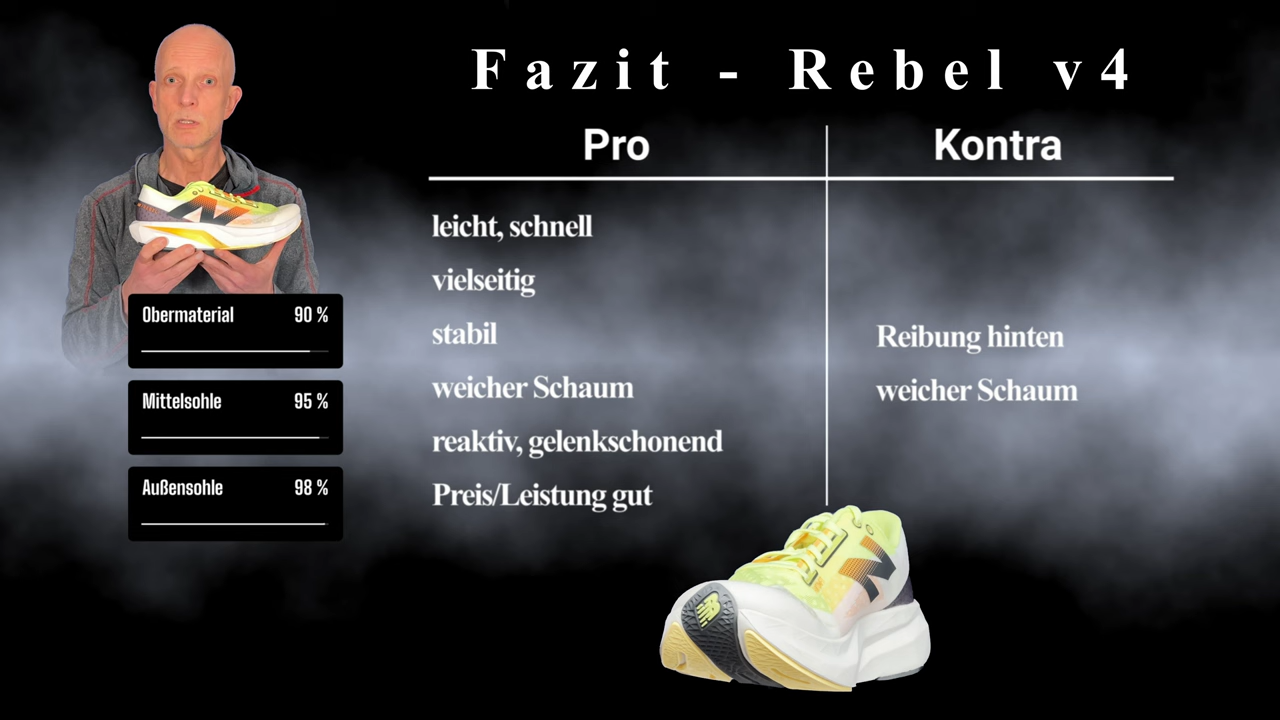 Fazit - Rebel v4
Pro
Kontra
leicht, schnell
vielseitig
stabil
weicher Schaum
reaktiv, gelenkschonend
Preis/Leistung gut
Reibung hinten
weicher Schaum
Obermaterial 90 %
Mittelsohle 95 %
Außensohle 98 %